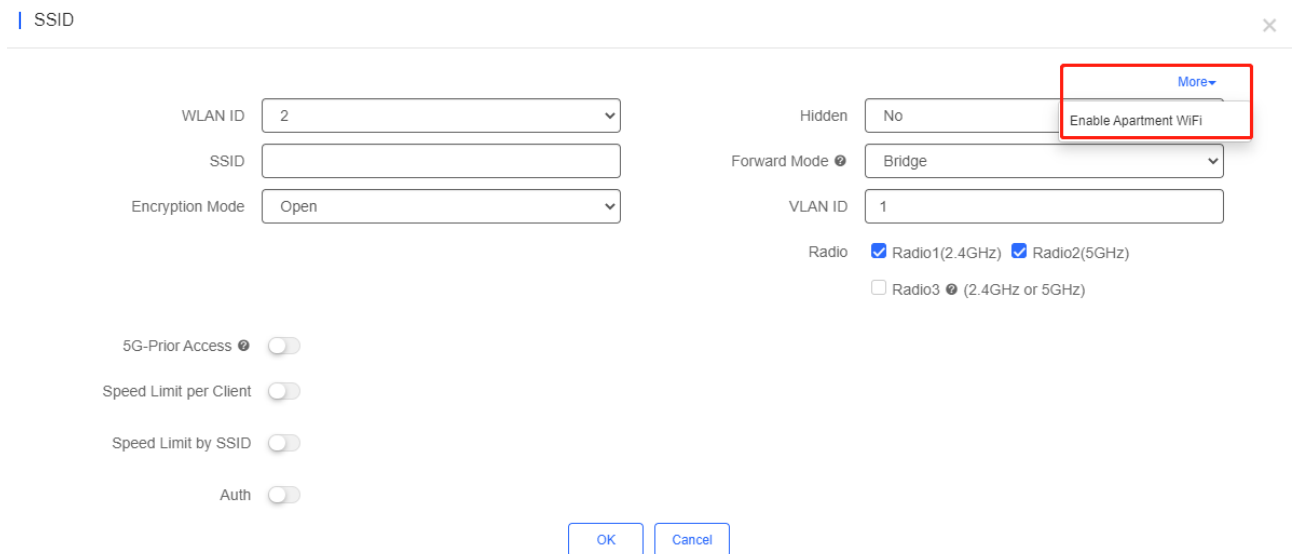 SSID
×
More
WLAN ID 2
Hidden No
Enable Apartment WiFi
SSID
Forward Mode ? Bridge
Encryption Mode Open
VLAN ID 1
Radio Radio1(2.4GHz) Radio2(5GHz)
Radio3 ? (2.4GHz or 5GHz)
5G-Prior Access ?
Speed Limit per Client
Speed Limit by SSID
Auth
OK Cancel